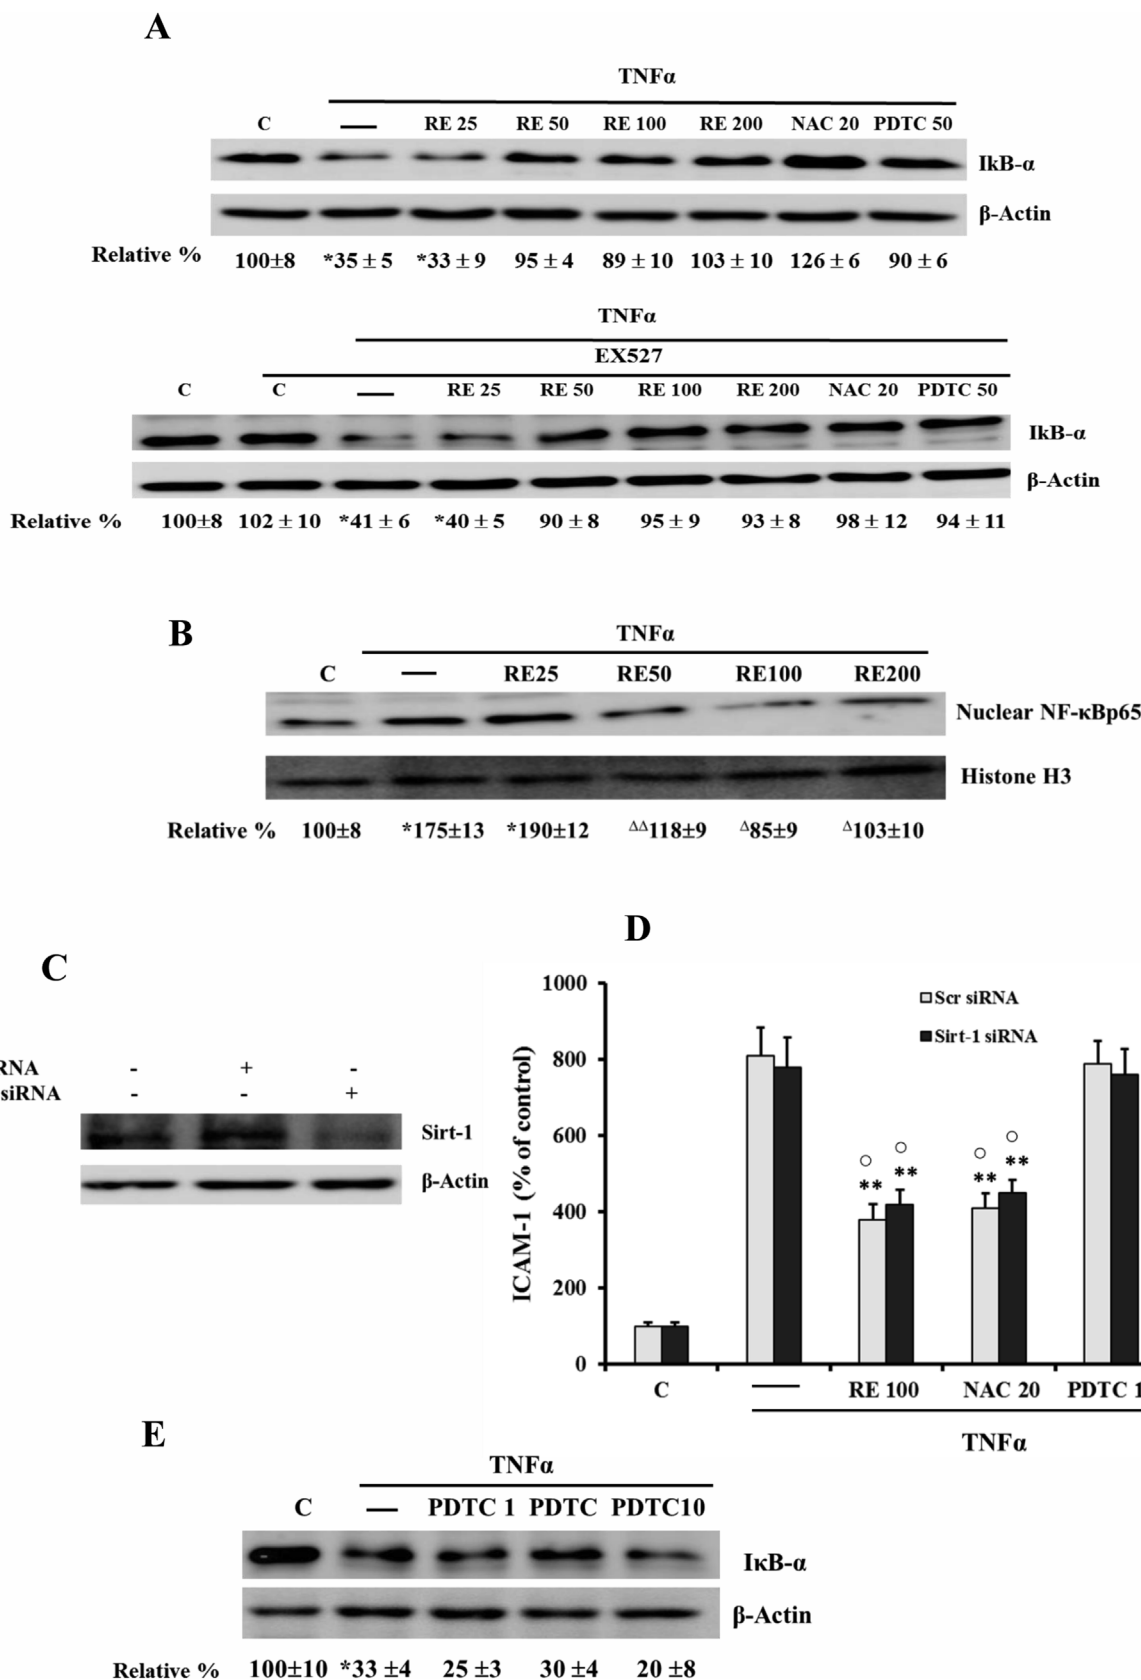 A
TNFα
C — RE 25 RE 50 RE 100 RE 200 NAC 20 PDTC 50
IkB-α
β-Actin
Relative % 100±8 *35 ± 5 *33 ± 9 95 ± 4 89 ± 10 103 ± 10 126 ± 6 90 ± 6
TNFα
EX527
C C — RE 25 RE 50 RE 100 RE 200 NAC 20 PDTC 50
IkB-α
β-Actin
Relative % 100±8 102 ± 10 *41 ± 6 *40 ± 5 90 ± 8 95 ± 9 93 ± 8 98 ± 12 94 ± 11
B
TNFα
C — RE25 RE50 RE100 RE200
Nuclear NF-κBp65
Histone H3
Relative % 100±8 *175±13 *190±12 ΔΔ118±9 Δ85±9 Δ103±10
C
RNA - + -
siRNA - - +
Sirt-1
β-Actin
D
ICAM-1 (% of control)
1000
800
600
400
200
0
Scr siRNA
Sirt-1 siRNA
○ ○ ○ ○
** ** ** **
C — RE 100 NAC 20 PDTC 1
TNFα
E
TNFα
C — PDTC 1 PDTC PDTC10
IκB-α
β-Actin
Relative % 100±10 *33 ±4 25 ±3 30 ±4 20 ±8